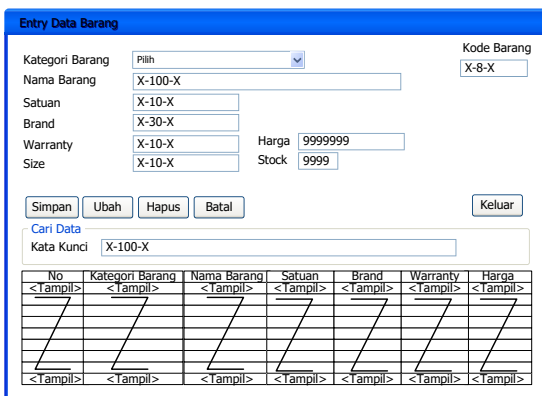 Entry Data Barang
Kode Barang
Kategori Barang Pilih X-8-X
Nama Barang X-100-X
Satuan X-10-X
Brand X-30-X
Warranty X-10-X Harga 9999999
Size X-10-X Stock 9999
Simpan Ubah Hapus Batal Keluar
Cari Data
Kata Kunci X-100-X
No Kategori Barang Nama Barang Satuan Brand Warranty Harga
<Tampil> <Tampil> <Tampil> <Tampil> <Tampil> <Tampil> <Tampil>
<Tampil> <Tampil> <Tampil> <Tampil> <Tampil> <Tampil> <Tampil>